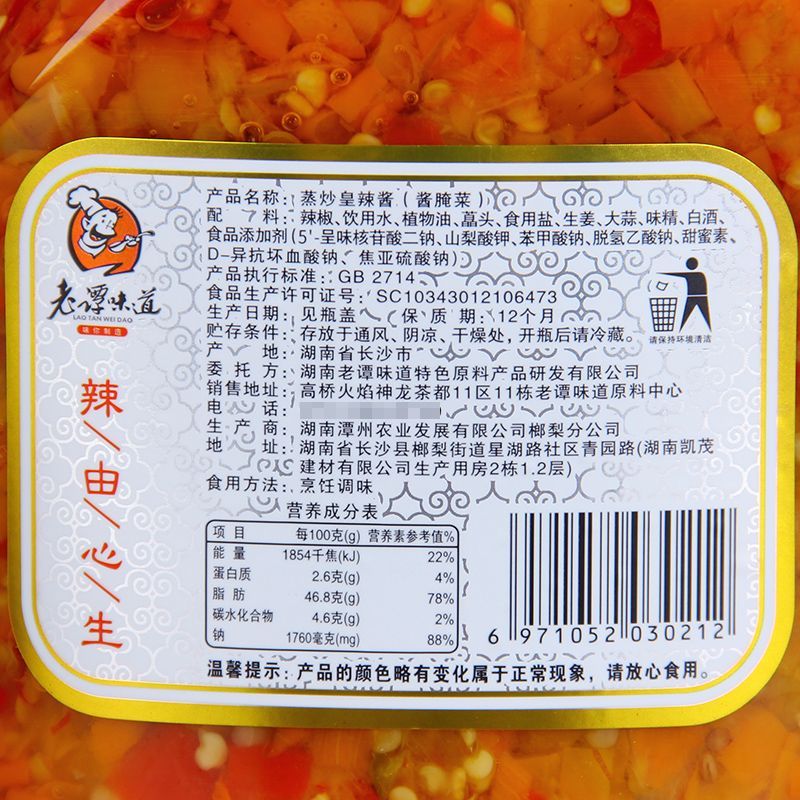 老谭味道
LAO TAN WEI DAO
味你制造
辣由心生
产品名称：蒸炒皇辣酱（酱腌菜）
配 料：辣椒、饮用水、植物油、藠头、食用盐、生姜、大蒜、味精、白酒、
食品添加剂（5'-呈味核苷酸二钠、山梨酸钾、苯甲酸钠、脱氢乙酸钠、甜蜜素、
D-异抗坏血酸钠、焦亚硫酸钠）
产品执行标准：GB 2714
食品生产许可证号：SC10343012106473
生产日期：见瓶盖 保质期：12个月
贮存条件：存放于通风、阴凉、干燥处，开瓶后请冷藏。
请保持环境清洁
产 地：湖南省长沙市
委 托 方：湖南老谭味道特色原料产品研发有限公司
销售地址：高桥火焰神龙茶都11区11栋老谭味道原料中心
电 话：
生 产 商：湖南潭州农业发展有限公司榔梨分公司
地 址：湖南省长沙县榔梨街道星湖路社区青园路（湖南凯茂
建材有限公司生产用房2栋1.2层）
食用方法：烹饪调味
营养成分表
项目 每100克(g) 营养素参考值%
能量 1854千焦(kJ) 22%
蛋白质 2.6克(g) 4%
脂肪 46.8克(g) 78%
碳水化合物 4.6克(g) 2%
钠 1760毫克(mg) 88%
6 971052 030212
温馨提示：产品的颜色略有变化属于正常现象，请放心食用。